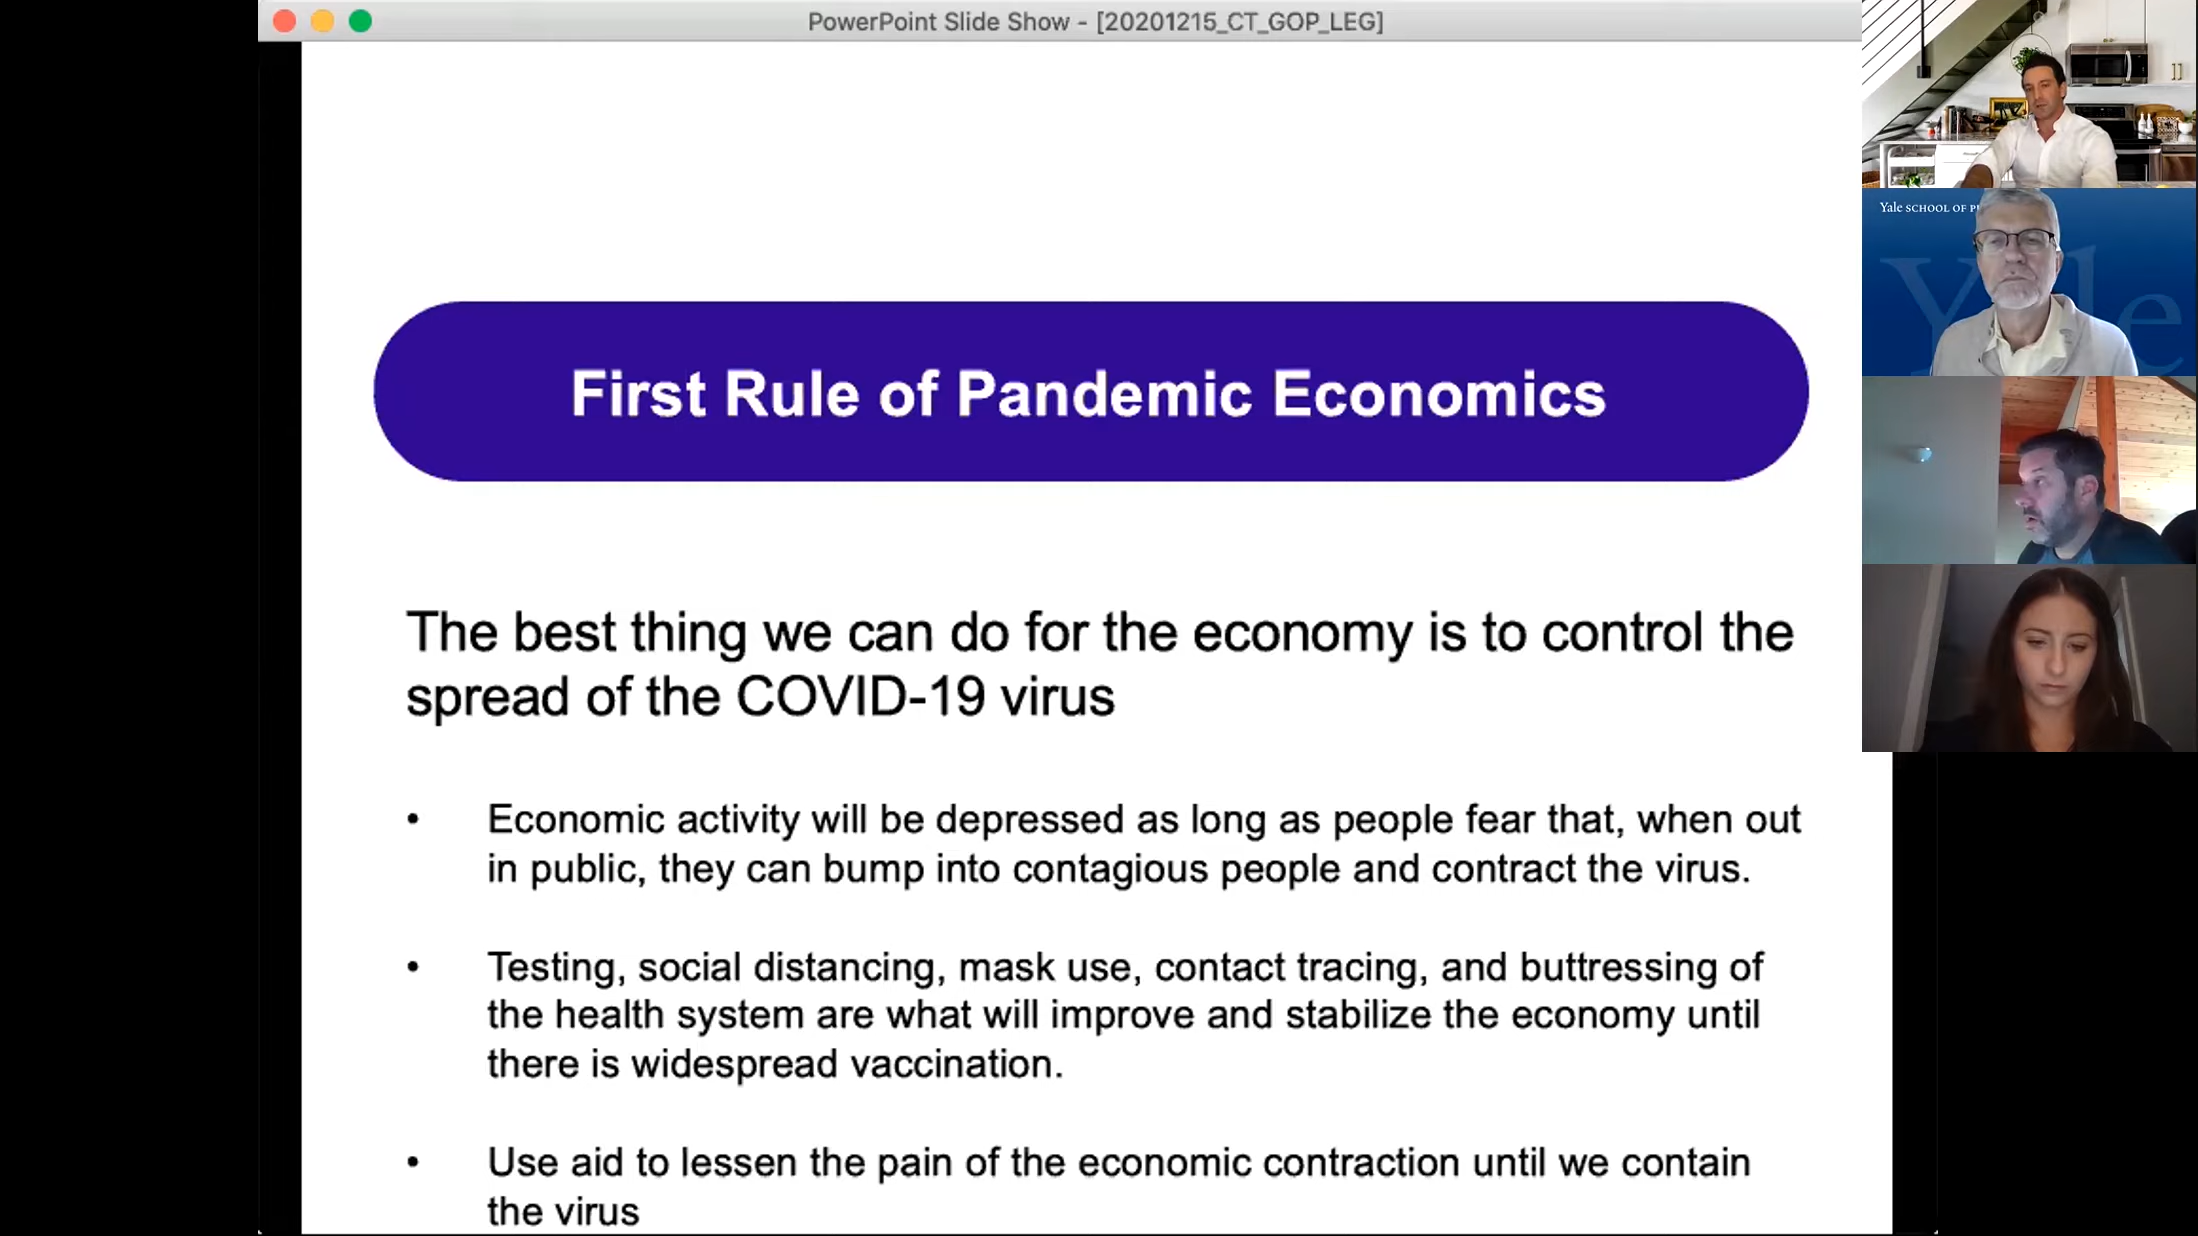 PowerPoint Slide Show - [20201215_CT_GOP_LEG]
Yale SCHOOL OF
Yale
First Rule of Pandemic Economics
The best thing we can do for the economy is to control the
spread of the COVID-19 virus
• Economic activity will be depressed as long as people fear that, when out
in public, they can bump into contagious people and contract the virus.
• Testing, social distancing, mask use, contact tracing, and buttressing of
the health system are what will improve and stabilize the economy until
there is widespread vaccination.
• Use aid to lessen the pain of the economic contraction until we contain
the virus